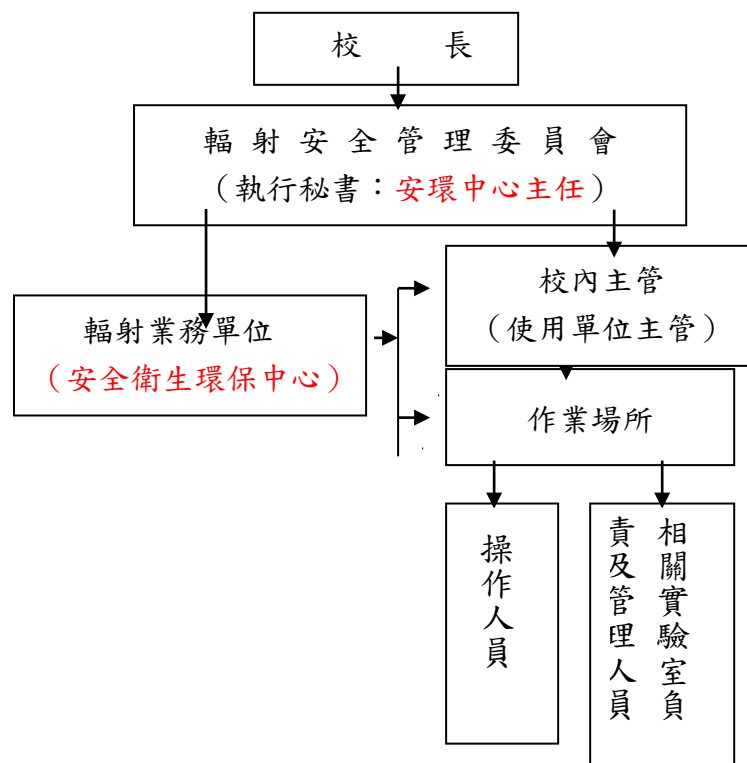 校 長
輻射安全管理委員會
（執行秘書：安環中心主任）
校內主管
（使用單位主管）
輻射業務單位
（安全衛生環保中心）
作業場所
操作人員
相關實驗室負
責及管理人員